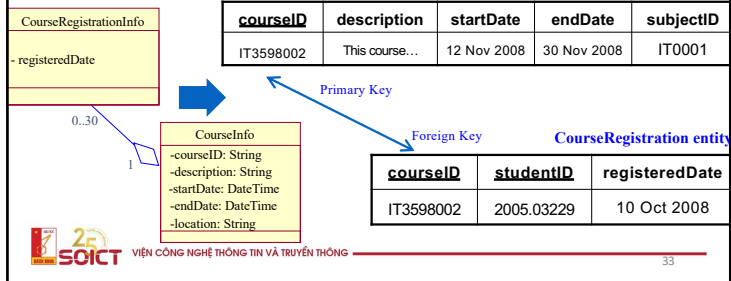 CourseRegistrationInfo
- registeredDate
0..30
1
CourseInfo
-courseID: String
-description: String
-startDate: DateTime
-endDate: DateTime
-location: String
courseID description startDate endDate subjectID
IT3598002 This course… 12 Nov 2008 30 Nov 2008 IT0001
Primary Key
Foreign Key
CourseRegistration entity
courseID studentID registeredDate
IT3598002 2005.03229 10 Oct 2008
25
SOICT
VIỆN CÔNG NGHỆ THÔNG TIN VÀ TRUYỀN THÔNG
33